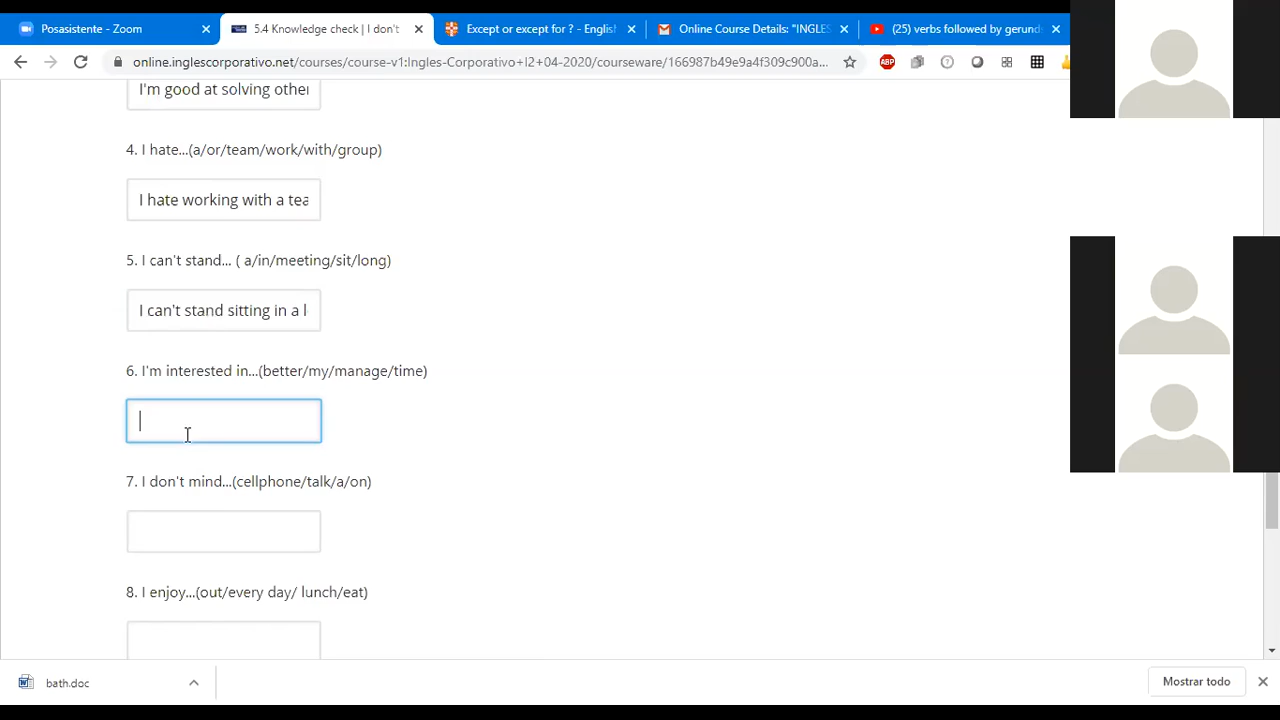 Posasistente - Zoom
5.4 Knowledge check | I don't
Except or except for ? - Englis
Online Course Details: "INGLES
(25) verbs followed by gerund
online.inglescorporativo.net/courses/course-v1:Ingles-Corporativo+I2+04-2020/courseware/166987b49e9a4f309c900a...
ABP
I'm good at solving other
4. I hate...(a/or/team/work/with/group)
I hate working with a tea
5. I can't stand... ( a/in/meeting/sit/long)
I can't stand sitting in a l
6. I'm interested in...(better/my/manage/time)
7. I don't mind...(cellphone/talk/a/on)
8. I enjoy...(out/every day/ lunch/eat)
bath.doc
Mostrar todo